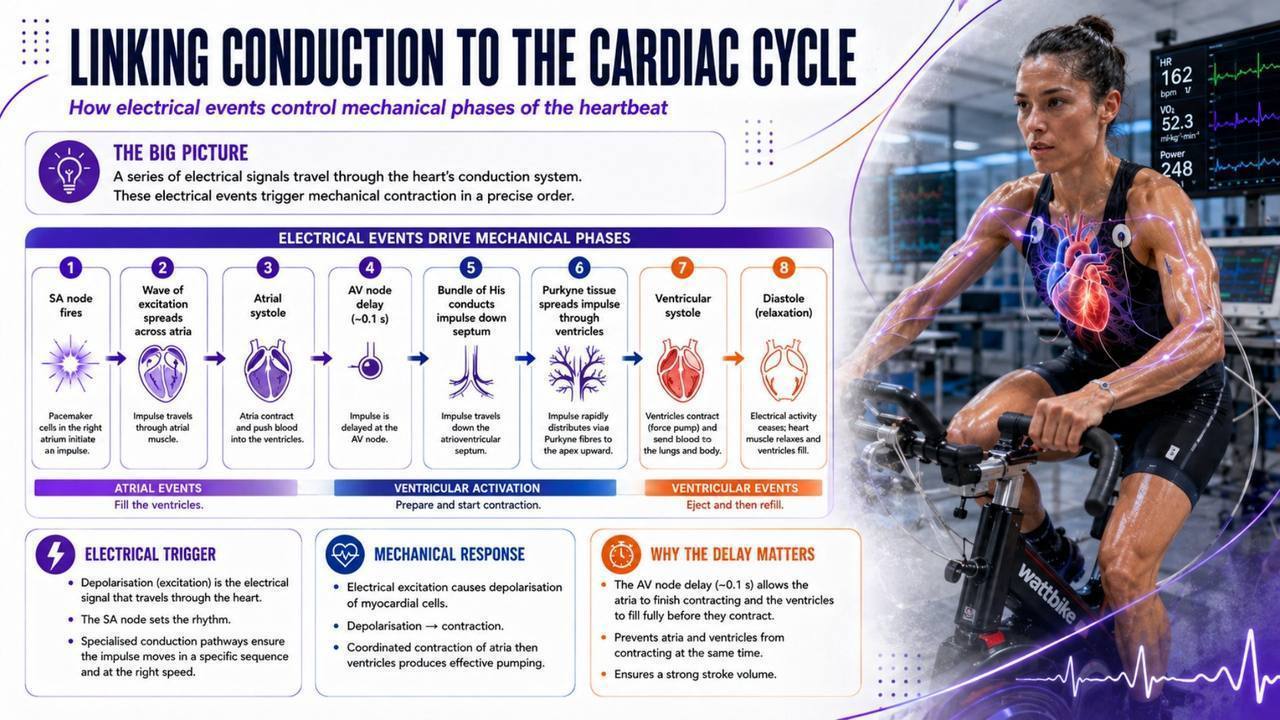 LINKING CONDUCTION TO THE CARDIAC CYCLE
How electrical events control mechanical phases of the heartbeat
THE BIG PICTURE
A series of electrical signals travel through the heart's conduction system.
These electrical events trigger mechanical contraction in a precise order.
ELECTRICAL EVENTS DRIVE MECHANICAL PHASES
1
SA node
fires
Pacemaker
cells in the right
atrium initiate
an impulse.
2
Wave of
excitation
spreads
across atria
Impulse travels
through atrial
muscle.
3
Atrial
systole
Atria contract
and push blood
into the ventricles.
4
AV node
delay
(~0.1 s)
Impulse is
delayed at the
AV node.
5
Bundle of His
conducts
impulse down
septum
Impulse travels
down the
atrioventricular
septum.
6
Purkyne tissue
spreads impulse
through
ventricles
Impulse rapidly
distributes via
Purkyne fibres to
the apex upward.
7
Ventricular
systole
Ventricles contract
(force pump) and
send blood to
the lungs and body.
8
Diastole
(relaxation)
Electrical activity
ceases; heart
muscle relaxes and
ventricles fill.
ATRIAL EVENTS
Fill the ventricles.
VENTRICULAR ACTIVATION
Prepare and start contraction.
VENTRICULAR EVENTS
Eject and then refill.
ELECTRICAL TRIGGER
• Depolarisation (excitation) is the electrical
signal that travels through the heart.
• The SA node sets the rhythm.
• Specialised conduction pathways ensure
the impulse moves in a specific sequence
and at the right speed.
MECHANICAL RESPONSE
• Electrical excitation causes depolarisation
of myocardial cells.
• Depolarisation → contraction.
• Coordinated contraction of atria then
ventricles produces effective pumping.
WHY THE DELAY MATTERS
• The AV node delay (~0.1 s) allows the
atria to finish contracting and the ventricles
to fill fully before they contract.
• Prevents atria and ventricles from
contracting at the same time.
• Ensures a strong stroke volume.
HR
162
bpm
VO₂
52.3
ml·kg⁻¹·min⁻¹
Power
248
wattbike